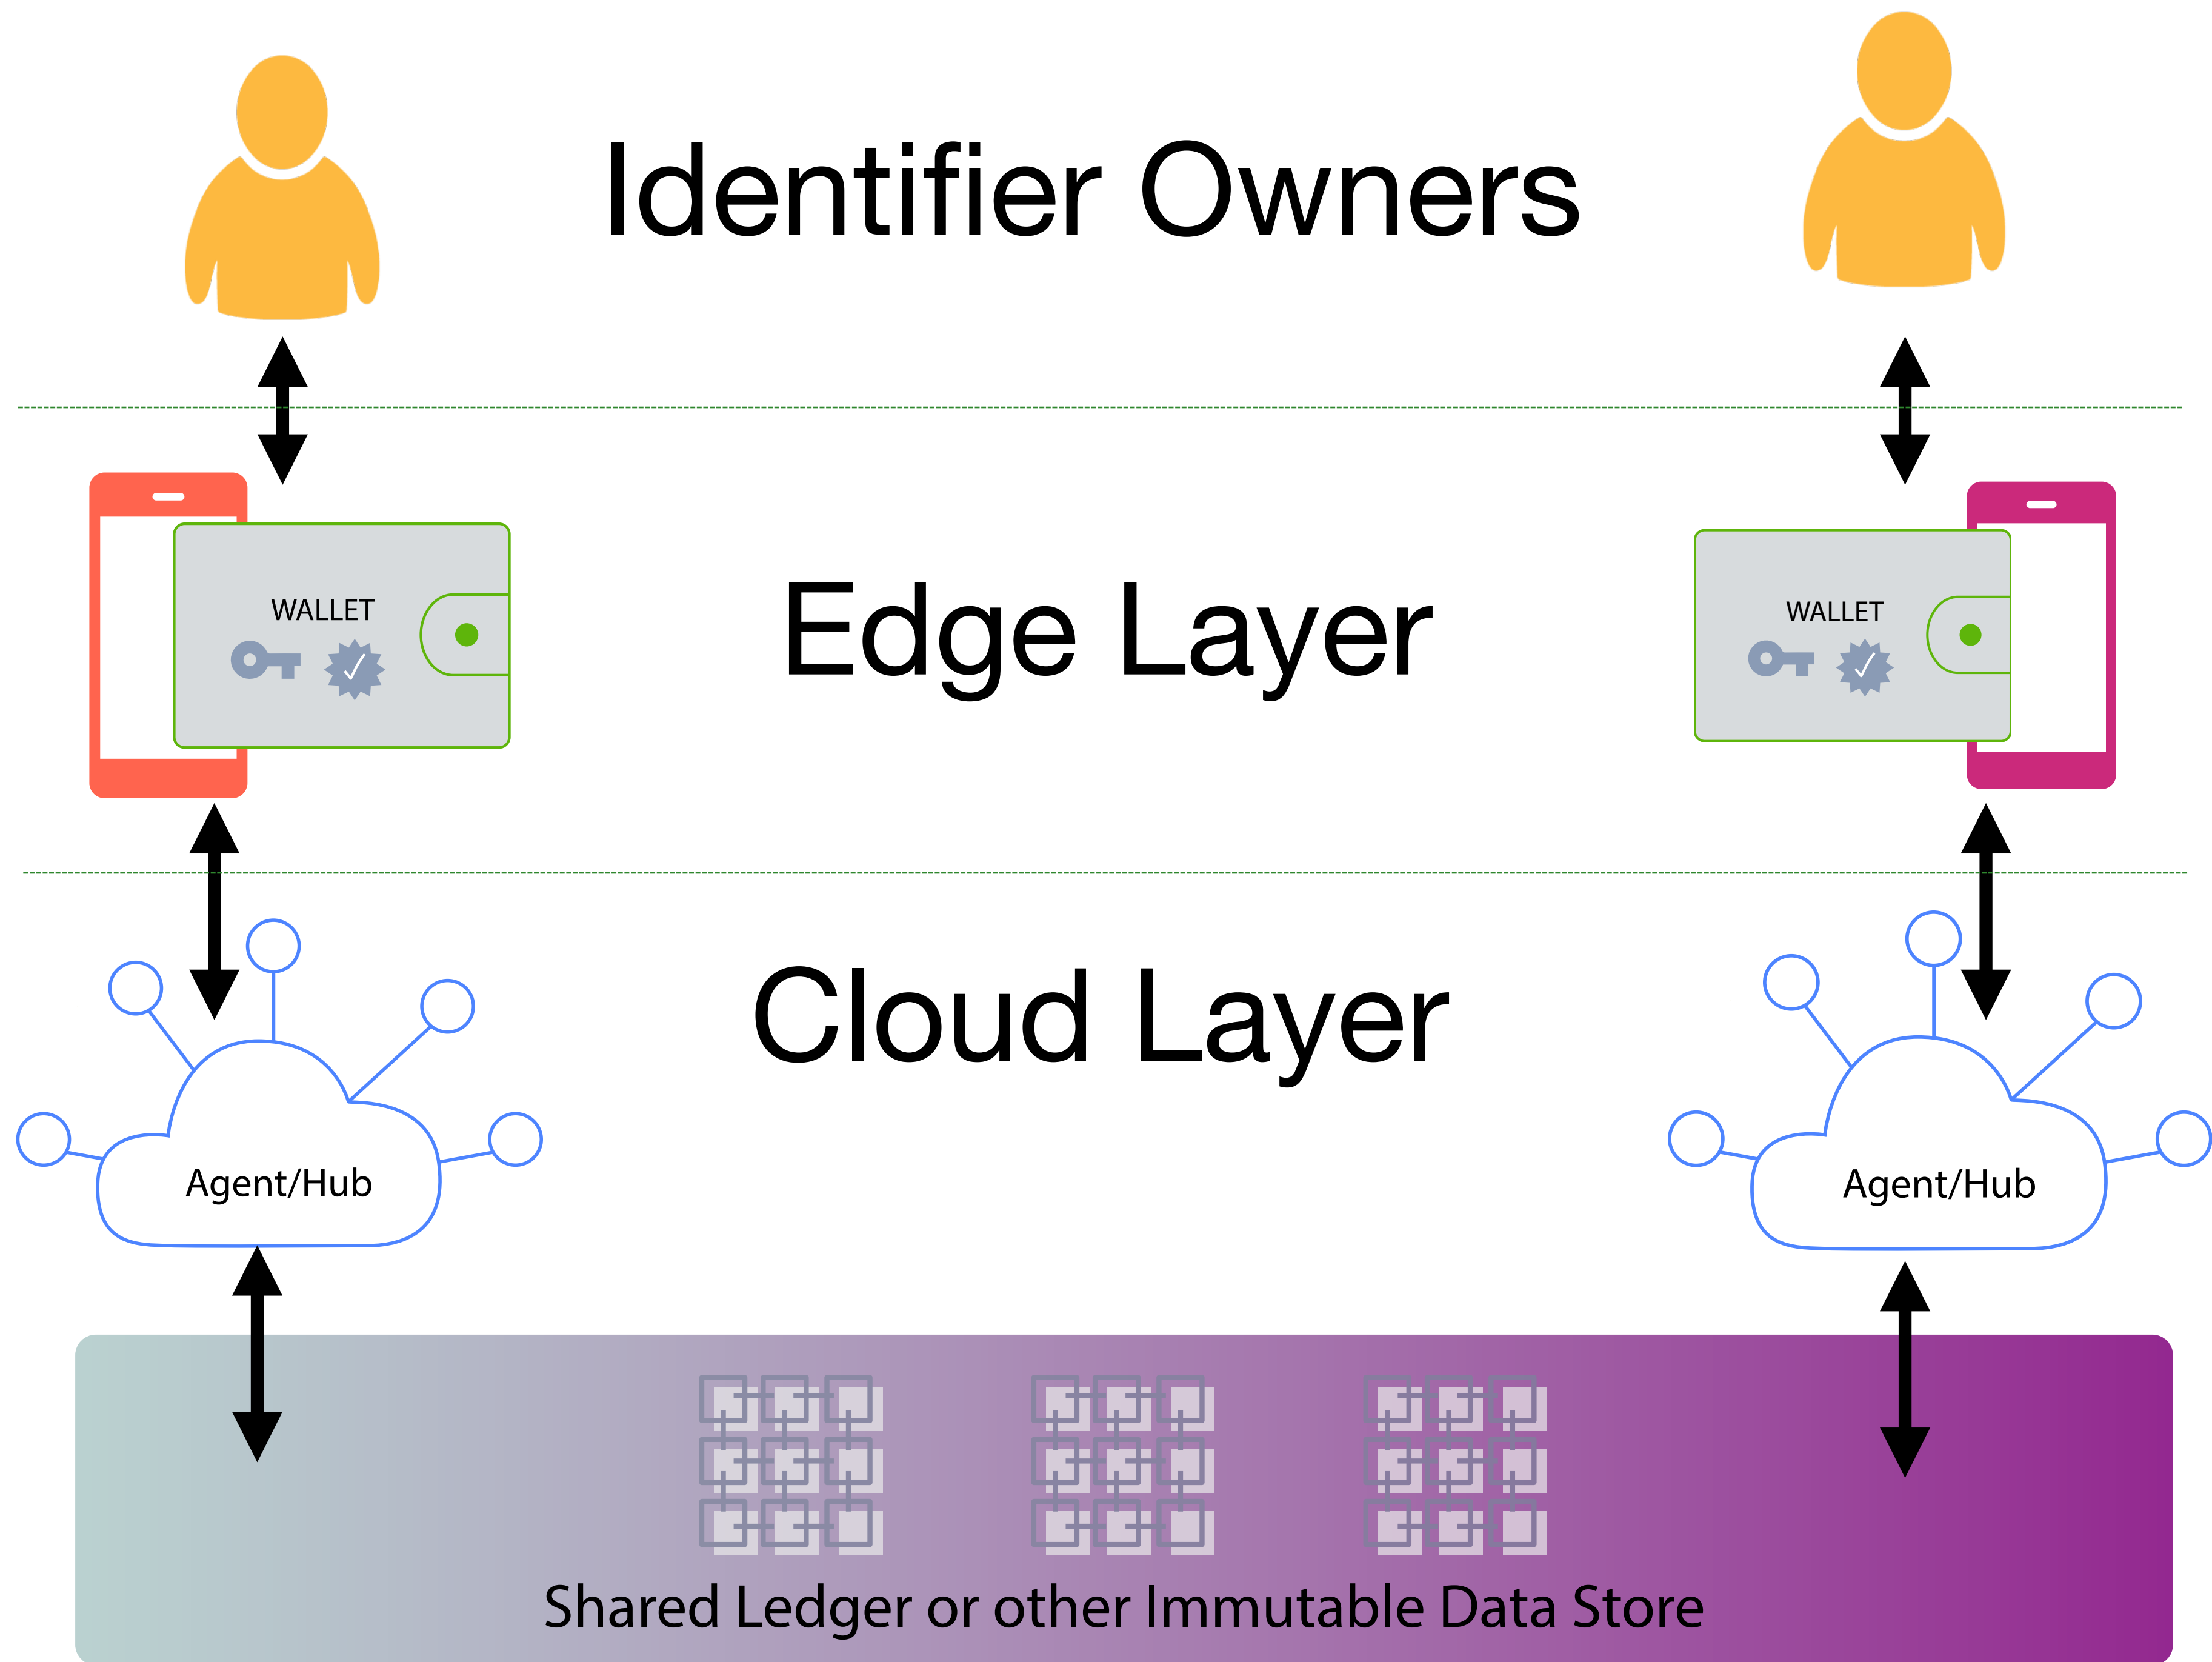 Identifier Owners
WALLET
WALLET
Edge Layer
Cloud Layer
Agent/Hub
Agent/Hub
Shared Ledger or other Immutable Data Store